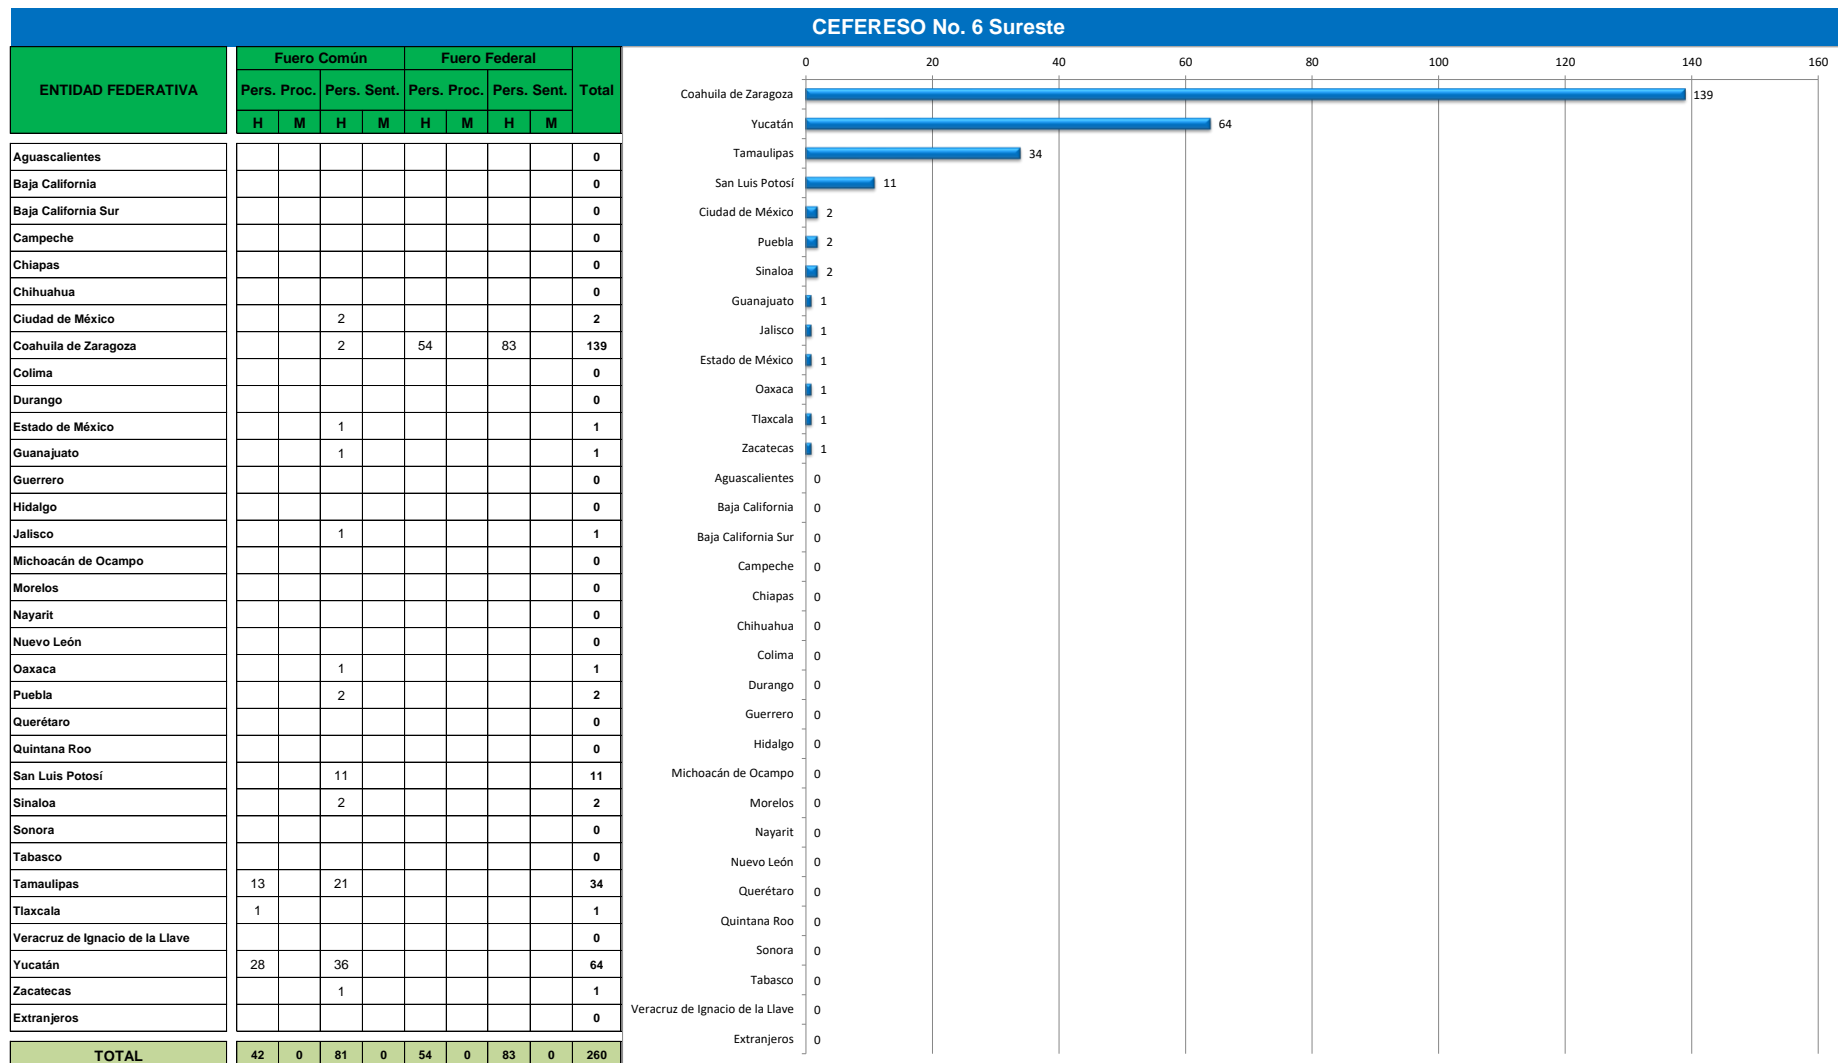 CEFERESO No. 6 Sureste
ENTIDAD FEDERATIVA Fuero Común Fuero Federal Total
Pers. Proc. Pers. Sent. Pers. Proc. Pers. Sent.
H M H M H M H M
Aguascalientes 0
Baja California 0
Baja California Sur 0
Campeche 0
Chiapas 0
Chihuahua 0
Ciudad de México 2 2
Coahuila de Zaragoza 2 54 83 139
Colima 0
Durango 0
Estado de México 1 1
Guanajuato 1 1
Guerrero 0
Hidalgo 0
Jalisco 1 1
Michoacán de Ocampo 0
Morelos 0
Nayarit 0
Nuevo León 0
Oaxaca 1 1
Puebla 2 2
Querétaro 0
Quintana Roo 0
San Luis Potosí 11 11
Sinaloa 2 2
Sonora 0
Tabasco 0
Tamaulipas 13 21 34
Tlaxcala 1 1
Veracruz de Ignacio de la Llave 0
Yucatán 28 36 64
Zacatecas 1 1
Extranjeros 0
TOTAL 42 0 81 0 54 0 83 0 260
0 20 40 60 80 100 120 140 160
Coahuila de Zaragoza 139
Yucatán 64
Tamaulipas 34
San Luis Potosí 11
Ciudad de México 2
Puebla 2
Sinaloa 2
Guanajuato 1
Jalisco 1
Estado de México 1
Oaxaca 1
Tlaxcala 1
Zacatecas 1
Aguascalientes 0
Baja California 0
Baja California Sur 0
Campeche 0
Chiapas 0
Chihuahua 0
Colima 0
Durango 0
Guerrero 0
Hidalgo 0
Michoacán de Ocampo 0
Morelos 0
Nayarit 0
Nuevo León 0
Querétaro 0
Quintana Roo 0
Sonora 0
Tabasco 0
Veracruz de Ignacio de la Llave 0
Extranjeros 0